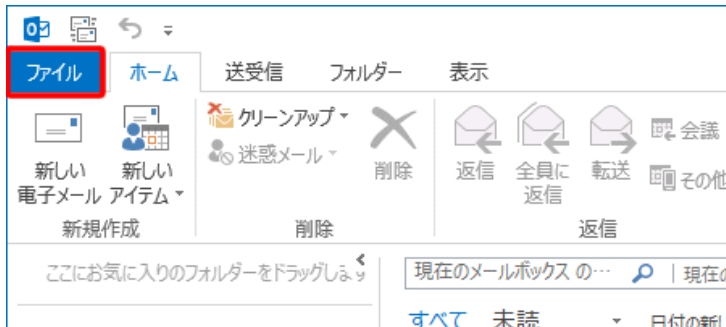 ファイル ホーム 送受信 フォルダー 表示
クリーンアップ
迷惑メール
新しい
電子メール
新しい
アイテム
削除
返信
全員に
返信
転送
会議
その他
新規作成 削除 返信
ここにお気に入りのフォルダーをドラッグしま
現在のメールボックス の… 現在の
すべて 未読 日付の新し